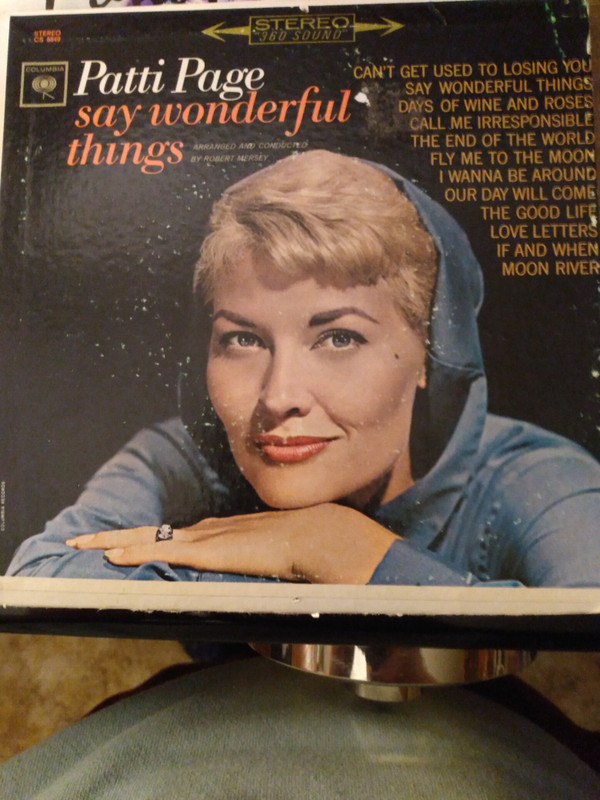 STEREO
360 SOUND
STEREO
CS 8849
COLUMBIA
Patti Page
say wonderful
things
ARRANGED AND CONDUCTED
BY ROBERT MERSEY
CAN'T GET USED TO LOSING YOU
SAY WONDERFUL THINGS
DAYS OF WINE AND ROSES
CALL ME IRRESPONSIBLE
THE END OF THE WORLD
FLY ME TO THE MOON
I WANNA BE AROUND
OUR DAY WILL COME
THE GOOD LIFE
LOVE LETTERS
IF AND WHEN
MOON RIVER
COLUMBIA RECORDS